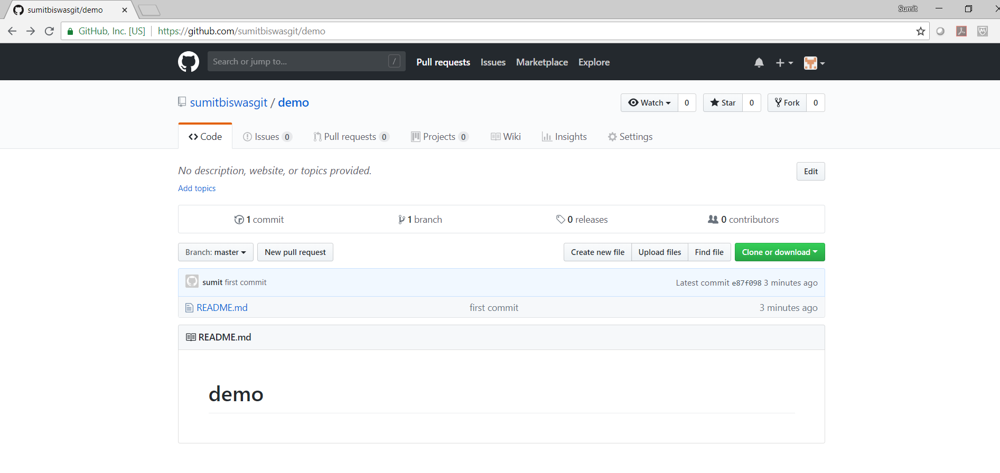 sumitbiswasgit/demo
Sumit
GitHub, Inc. [US] https://github.com/sumitbiswasgit/demo
Search or jump to... / Pull requests Issues Marketplace Explore
sumitbiswasgit / demo Watch 0 Star 0 Fork 0
Code Issues 0 Pull requests 0 Projects 0 Wiki Insights Settings
No description, website, or topics provided. Edit
Add topics
1 commit 1 branch 0 releases 0 contributors
Branch: master New pull request Create new file Upload files Find file Clone or download
sumit first commit Latest commit e87f098 3 minutes ago
README.md first commit 3 minutes ago
README.md
demo